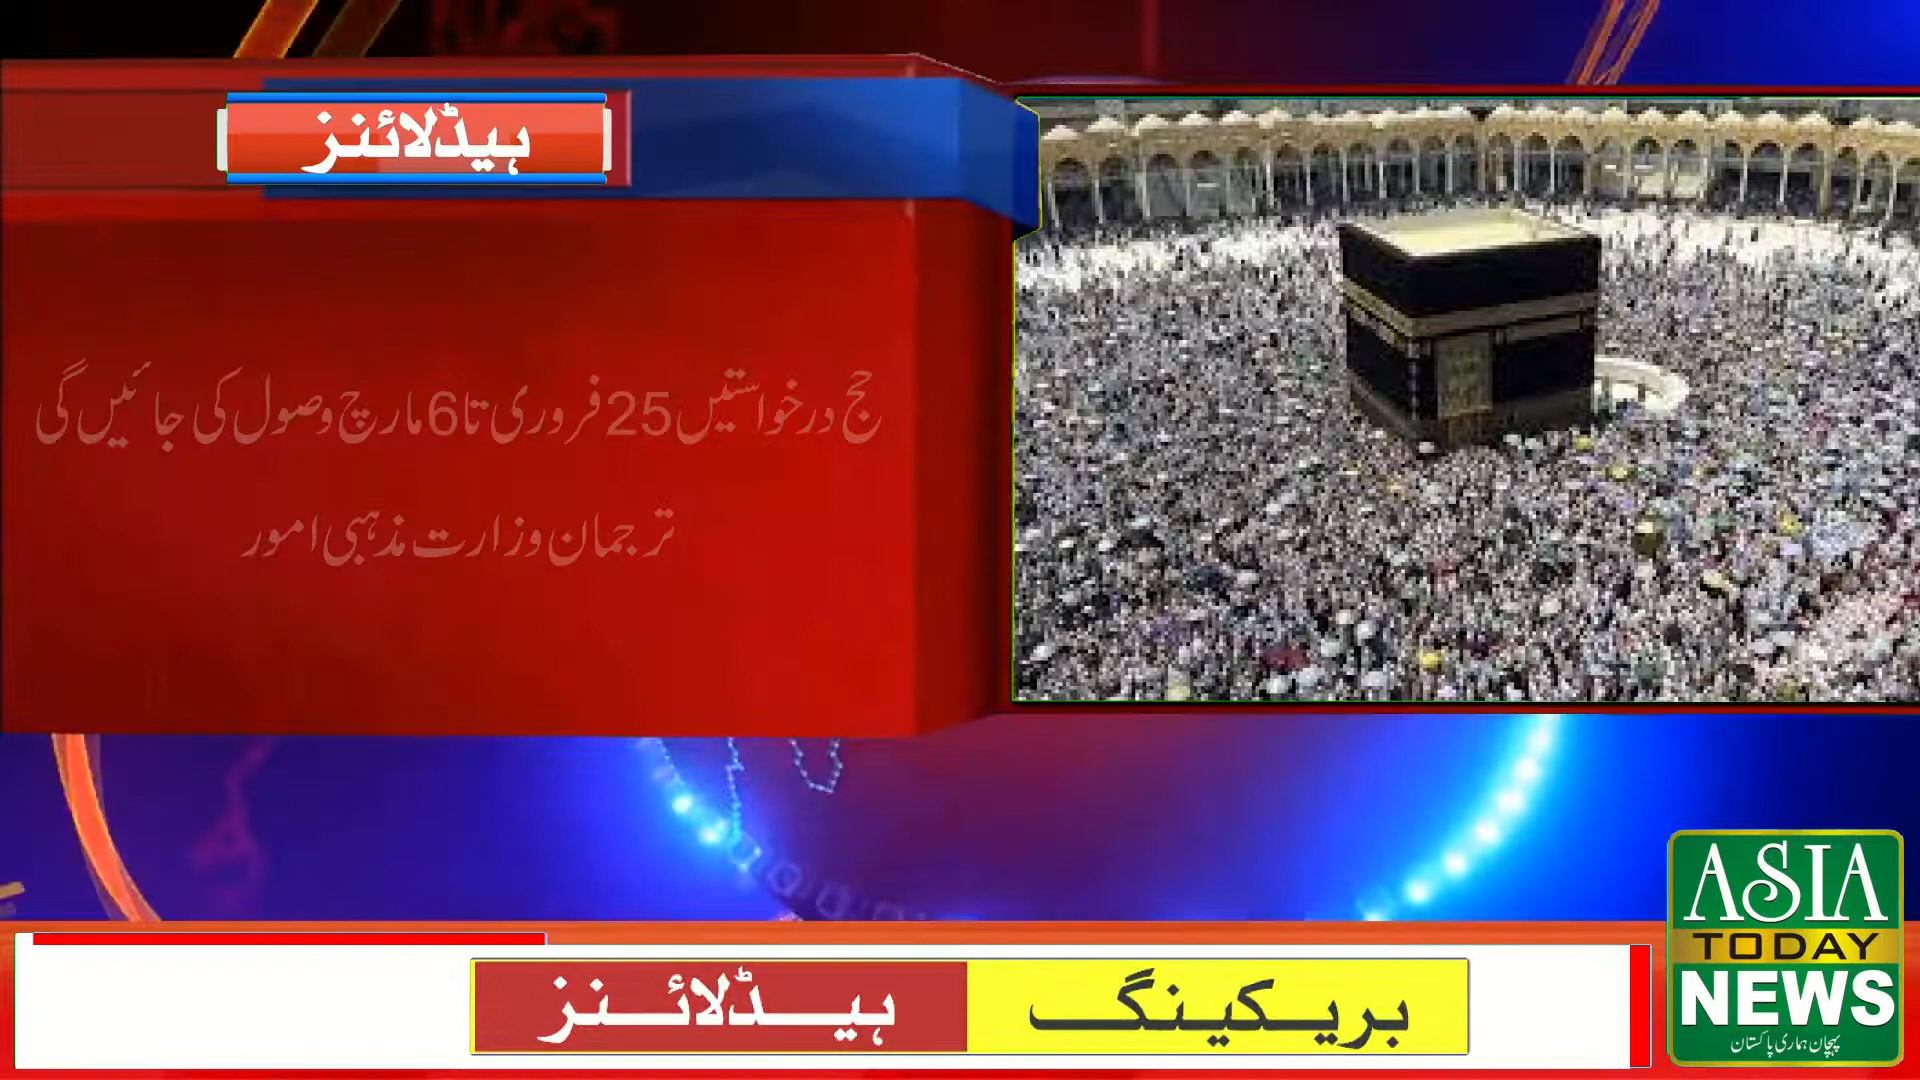 ہیڈلائنز
حج درخواستیں 25 فروری تا 6 مارچ وصول کی جائیں گی
ترجمان وزارت مذہبی امور
بریکینگ
ہیڈلائنز
ASIA
TODAY
NEWS
پہچان ہماری پاکستان